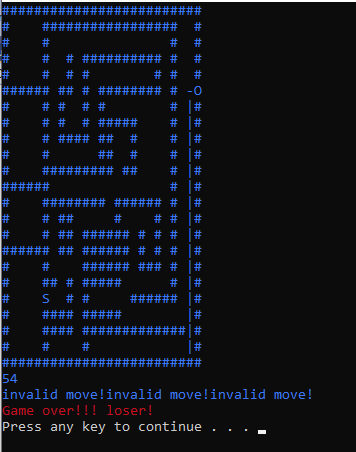 S
54
invalid move!invalid move!invalid move!
Game over!!! loser!
Press any key to continue . . .